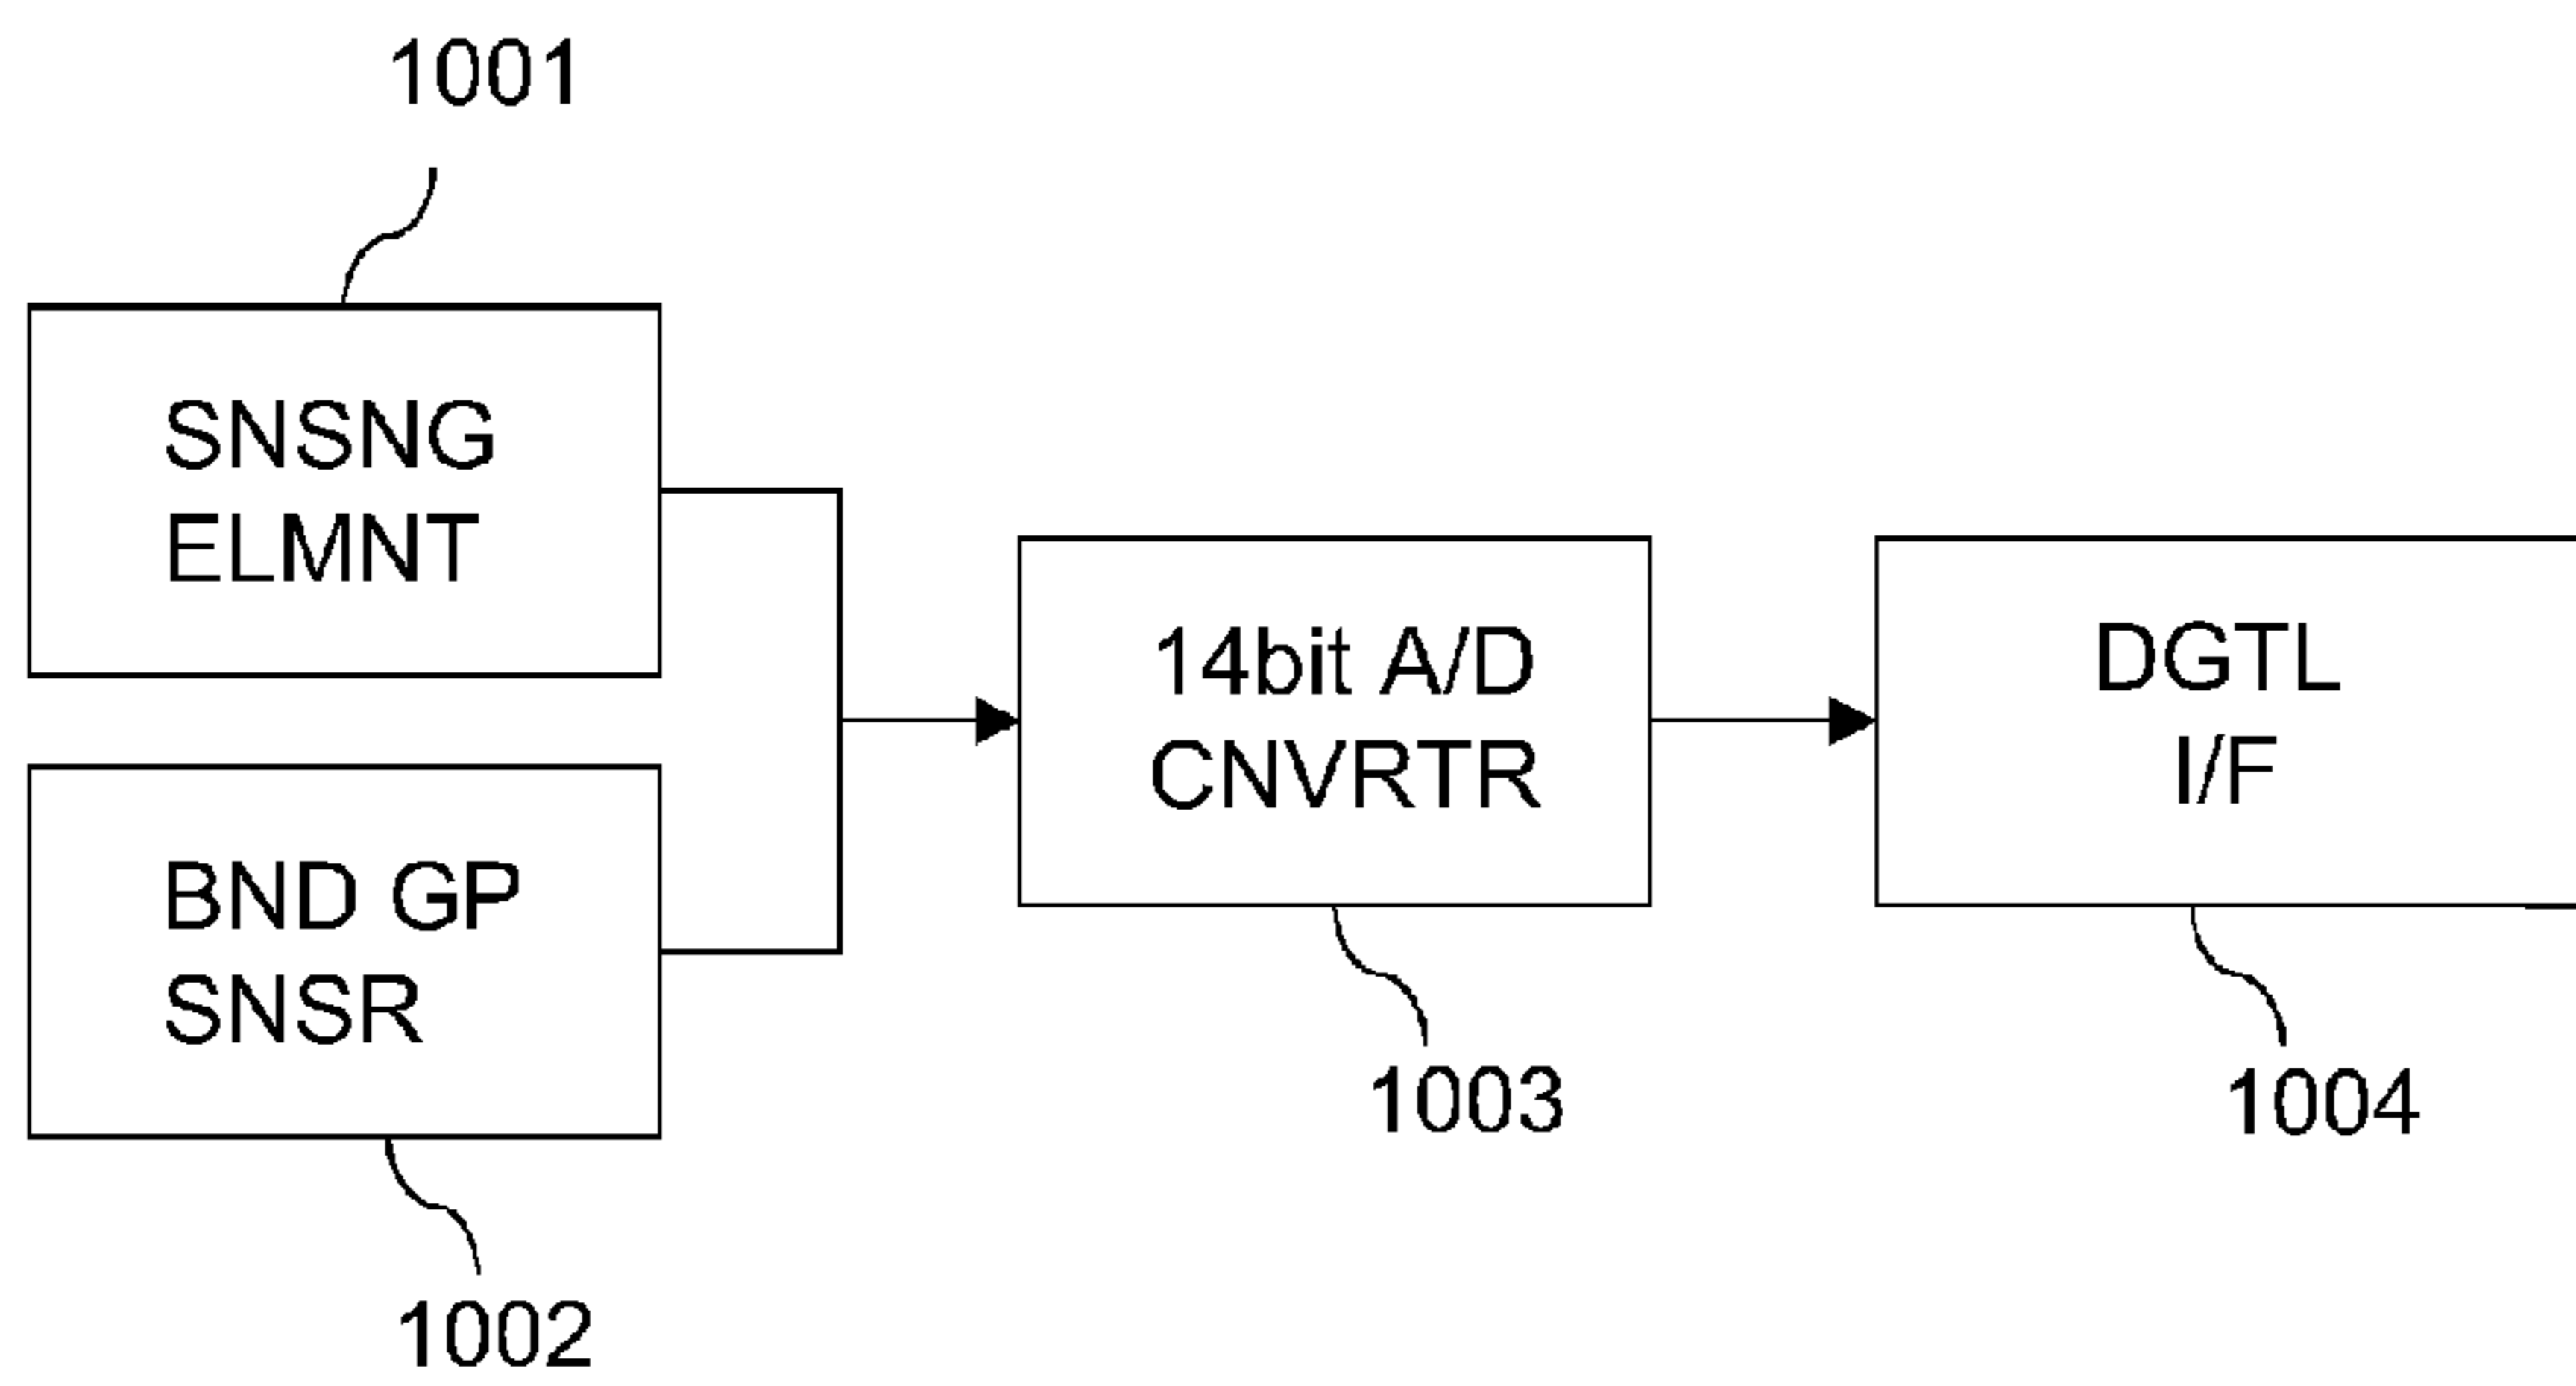 1001
SNSNG
ELMNT
BND GP
SNSR
1002
14bit A/D
CNVRTR
1003
DGTL
I/F
1004